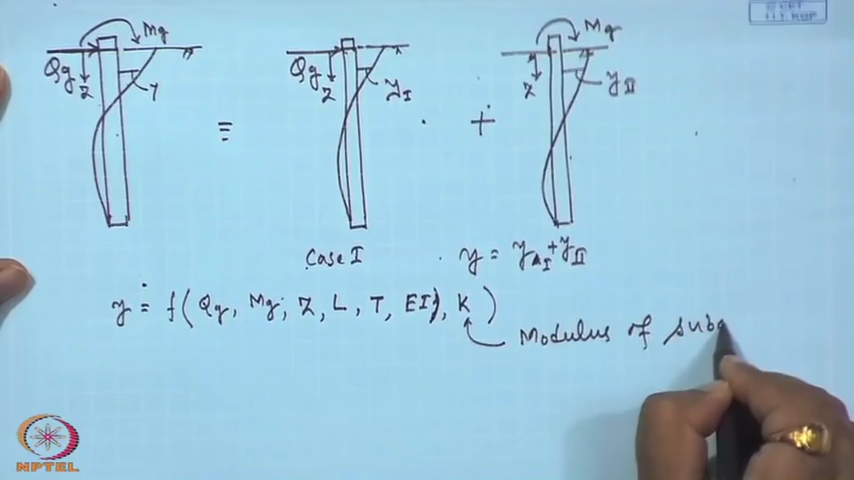 Mg Mg
Qg Z y Qg Z yI Z yII
≡ +
Case I y = yI + yII
y = f(Qg, Mg, Z, L, T, EI), K)
Modulus of subg
NPTEL